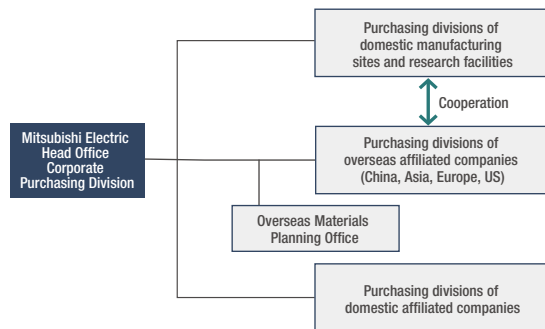 Purchasing divisions of
domestic manufacturing
sites and research facilities
Cooperation
Mitsubishi Electric
Head Office
Corporate
Purchasing Division
Purchasing divisions of
overseas affiliated companies
(China, Asia, Europe, US)
Overseas Materials
Planning Office
Purchasing divisions of
domestic affiliated companies